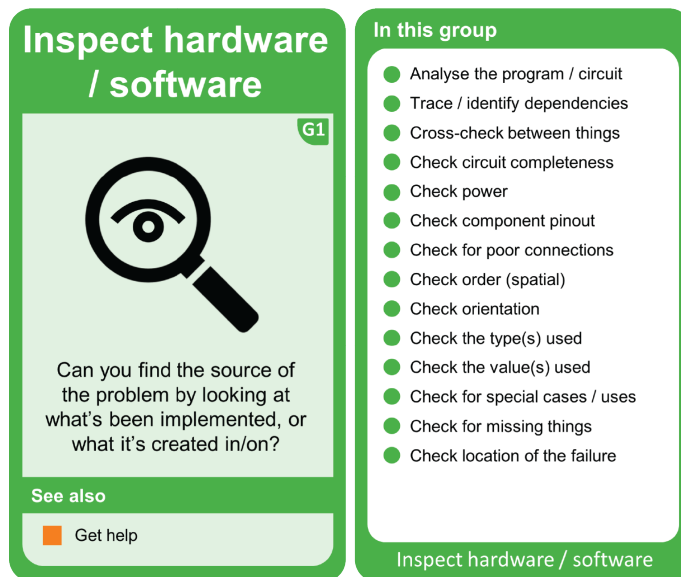 Inspect hardware
/ software
G1
Can you find the source of
the problem by looking at
what's been implemented, or
what it's created in/on?
See also
Get help
In this group
Analyse the program / circuit
Trace / identify dependencies
Cross-check between things
Check circuit completeness
Check power
Check component pinout
Check for poor connections
Check order (spatial)
Check orientation
Check the type(s) used
Check the value(s) used
Check for special cases / uses
Check for missing things
Check location of the failure
Inspect hardware / software